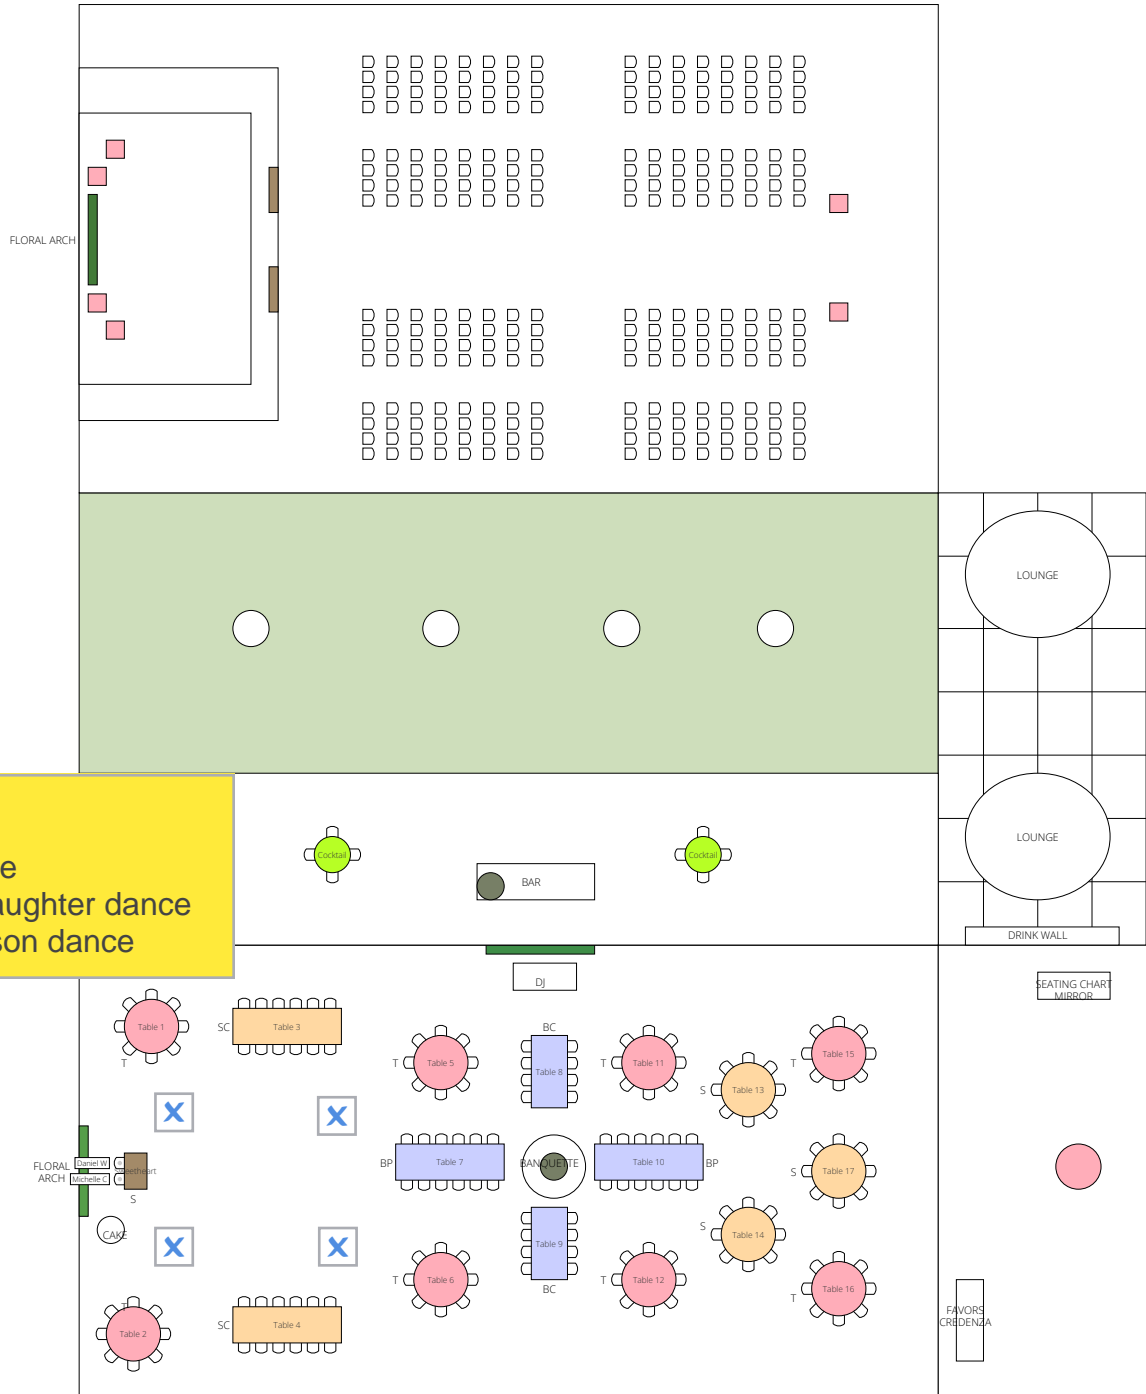 FLORAL ARCH
LOUNGE
LOUNGE
e
aughter dance
son dance
Cocktail
Cocktail
BAR
DRINK WALL
DJ
SEATING CHART
MIRROR
Table 1
T
SC
Table 3
T
Table 5
BC
Table 8
T
Table 11
S
Table 13
T
Table 15
FLORAL
ARCH
Daniel W
Michelle C
S
CAKE
BP
Table 7
BANQUETTE
Table 10
BP
S
Table 17
S
Table 14
T
Table 6
Table 9
BC
T
Table 12
T
Table 16
T
Table 2
SC
Table 4
FAVORS
CREDENZA